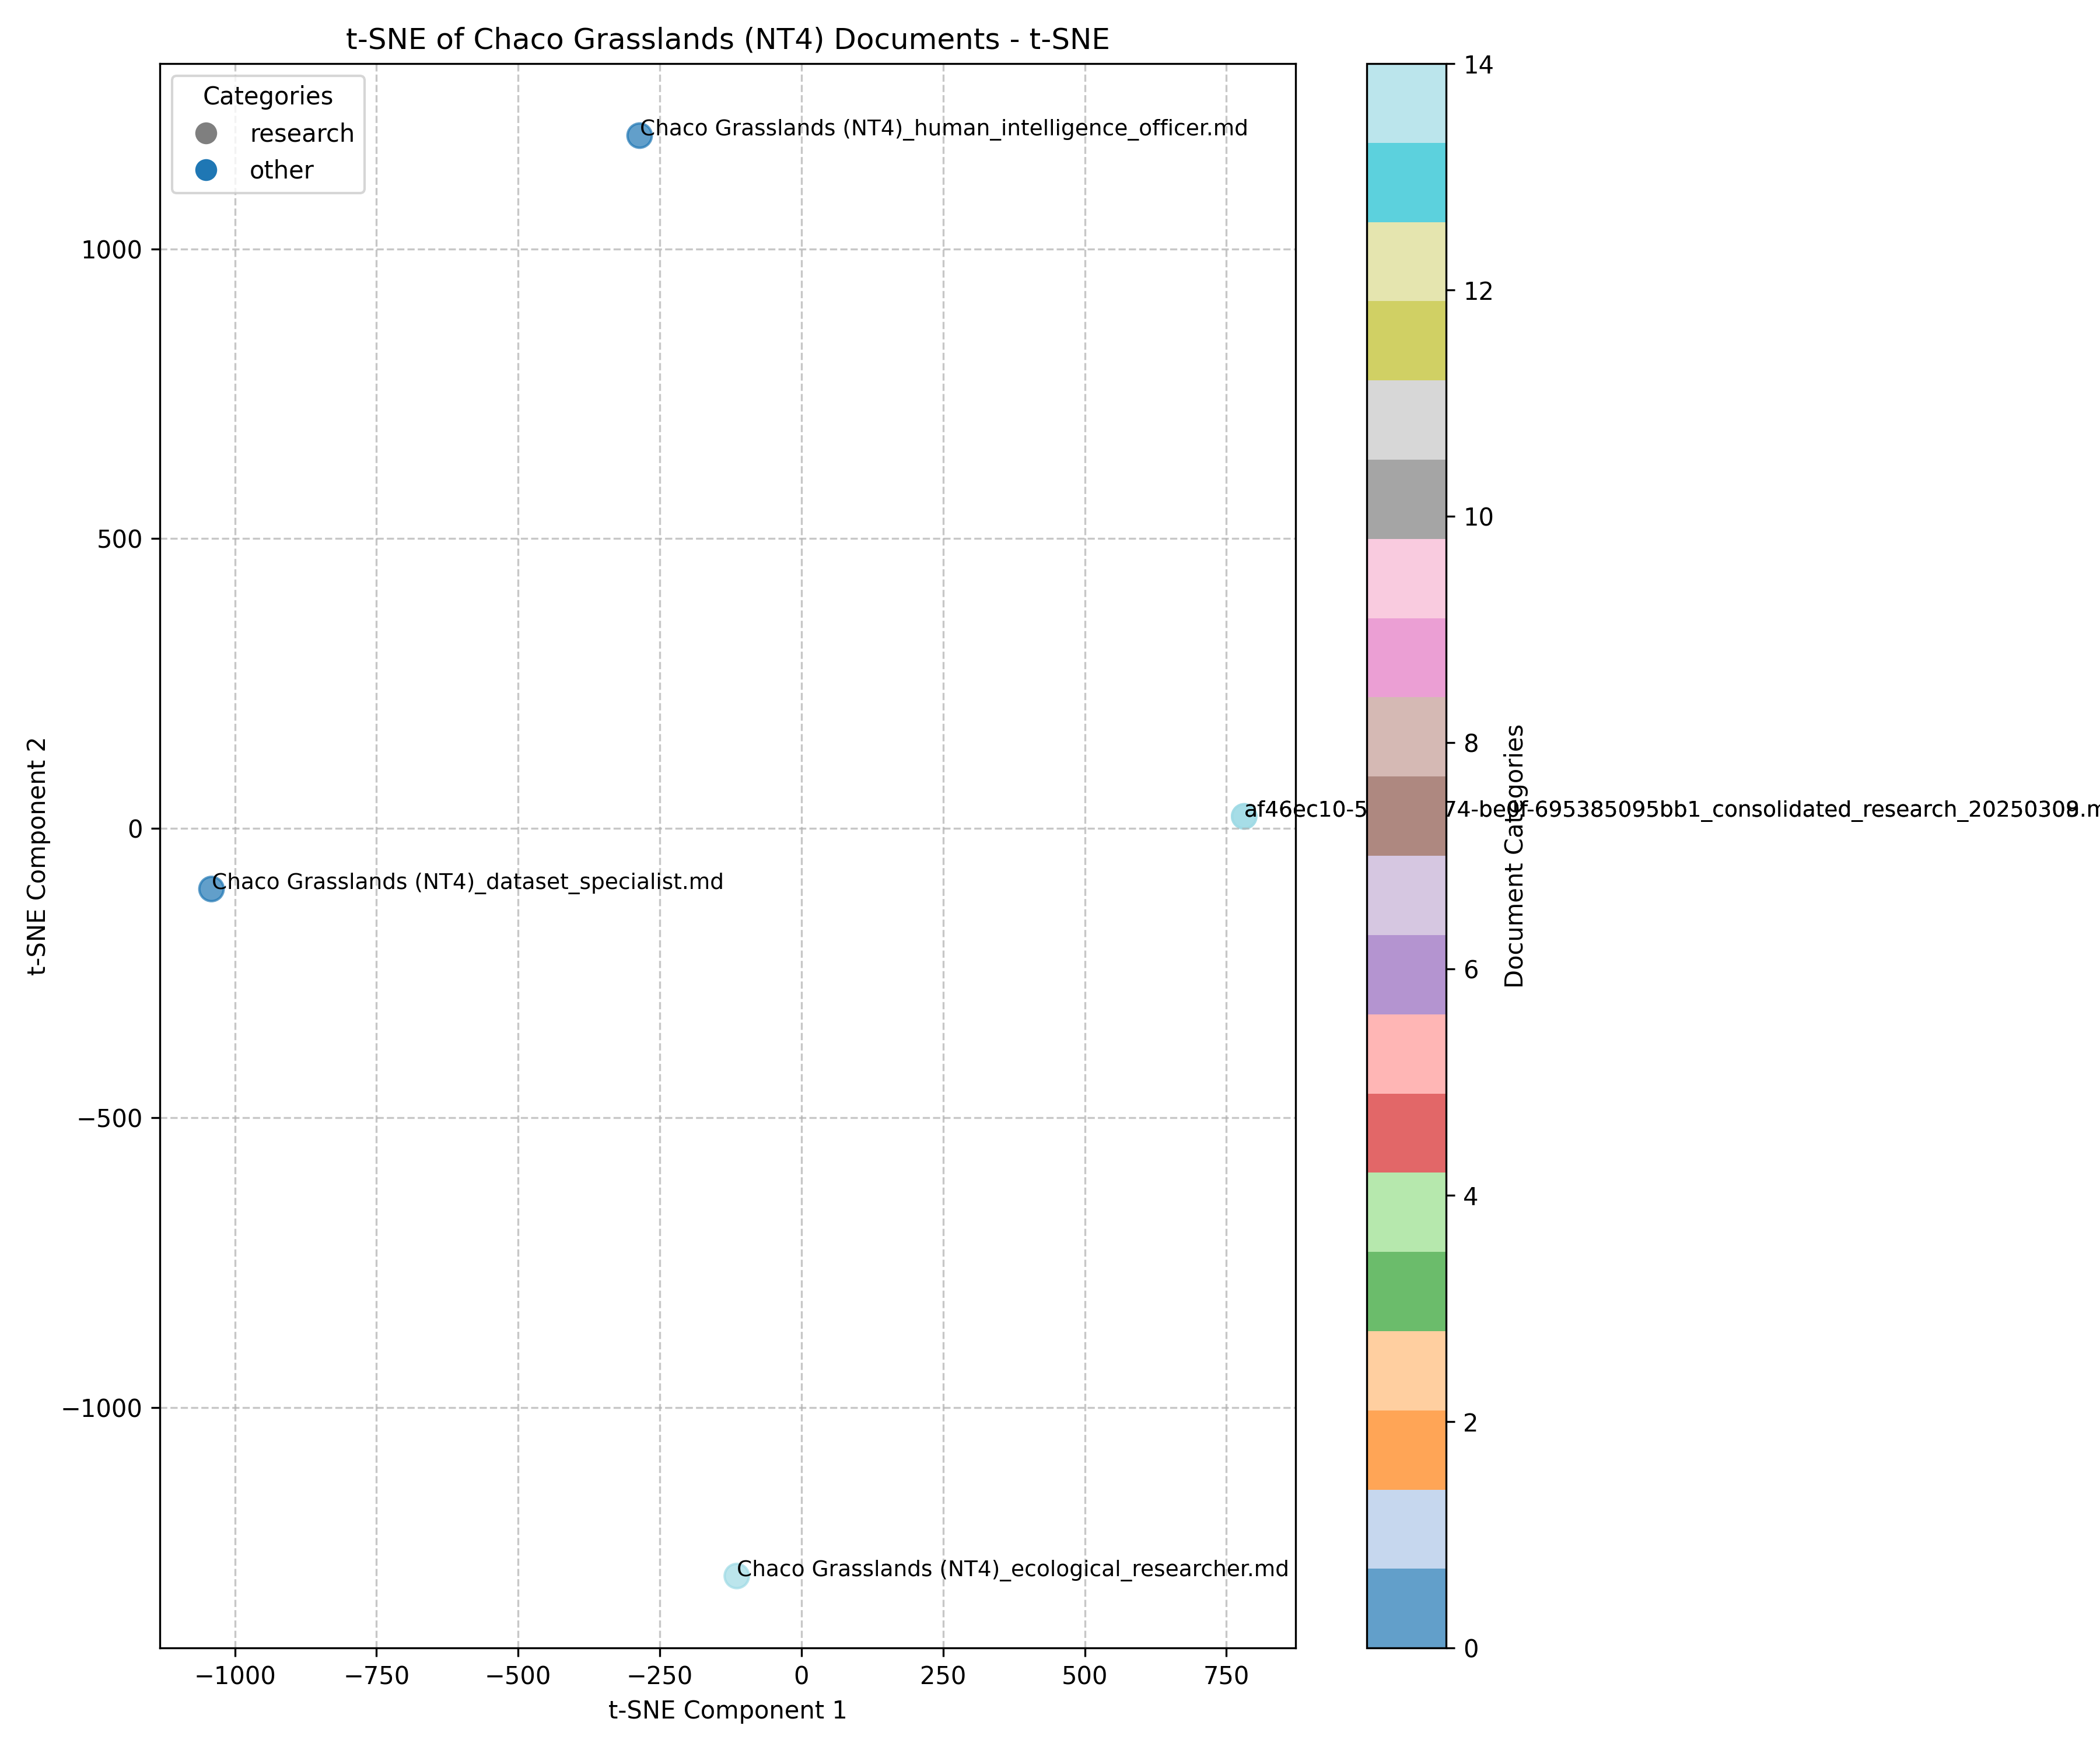 t-SNE of Chaco Grasslands (NT4) Documents - t-SNE
Categories
research
other
Chaco Grasslands (NT4)_human_intelligence_officer.md
Chaco Grasslands (NT4)_dataset_specialist.md
Chaco Grasslands (NT4)_ecological_researcher.md
1000
500
0
−500
−1000
−1000
−750
−500
−250
0
250
500
750
t-SNE Component 1
t-SNE Component 2
14
12
10
8
6
4
2
0
Document Categories